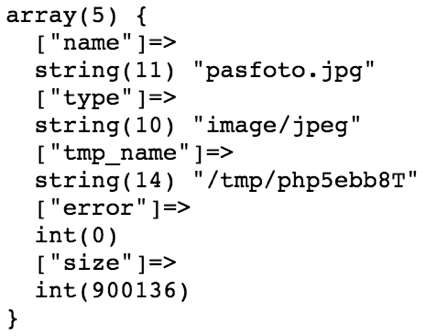 array(5) {
  ["name"]=>
  string(11) "pasfoto.jpg"
  ["type"]=>
  string(10) "image/jpeg"
  ["tmp_name"]=>
  string(14) "/tmp/php5ebb8T"
  ["error"]=>
  int(0)
  ["size"]=>
  int(900136)
}